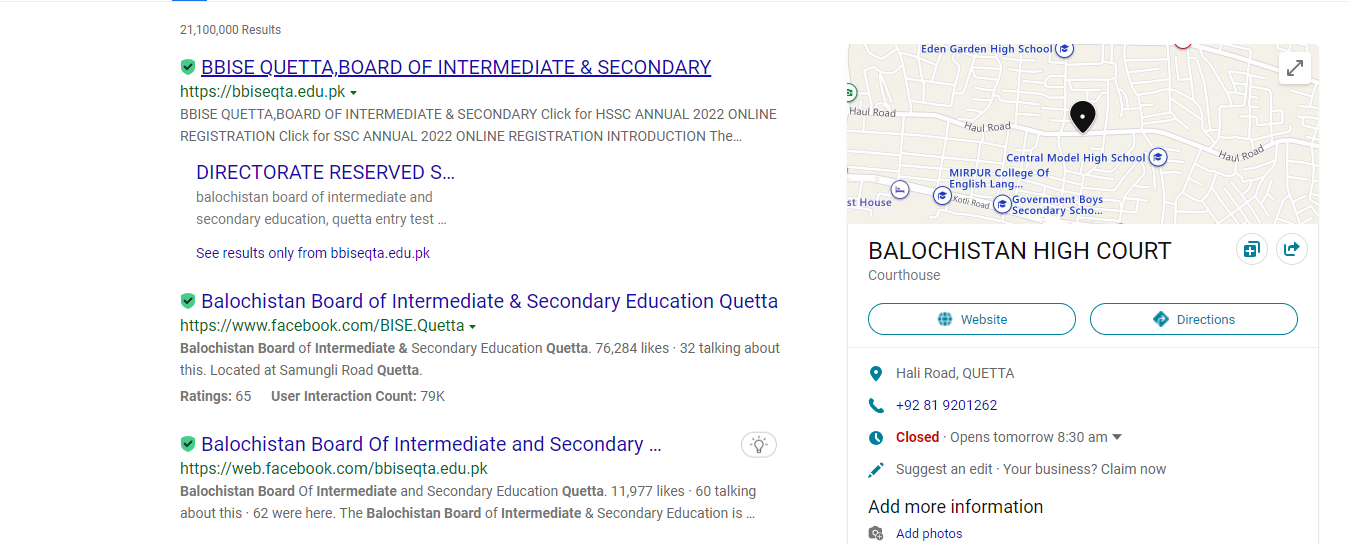 21,100,000 Results
BBISE QUETTA,BOARD OF INTERMEDIATE & SECONDARY
https://bbiseqta.edu.pk
BBISE QUETTA,BOARD OF INTERMEDIATE & SECONDARY Click for HSSC ANNUAL 2022 ONLINE
REGISTRATION Click for SSC ANNUAL 2022 ONLINE REGISTRATION INTRODUCTION The…
DIRECTORATE RESERVED S…
balochistan board of intermediate and
secondary education, quetta entry test …
See results only from bbiseqta.edu.pk
Balochistan Board of Intermediate & Secondary Education Quetta
https://www.facebook.com/BISE.Quetta
Balochistan Board of Intermediate & Secondary Education Quetta. 76,284 likes · 32 talking about
this. Located at Samungli Road Quetta.
Ratings: 65 User Interaction Count: 79K
Balochistan Board Of Intermediate and Secondary …
https://web.facebook.com/bbiseqta.edu.pk
Balochistan Board Of Intermediate and Secondary Education Quetta. 11,977 likes · 60 talking
about this · 62 were here. The Balochistan Board of Intermediate & Secondary Education is …
Eden Garden High School
Haul Road
Haul Road
Haul Road
Central Model High School
MIRPUR College Of
English Lang...
st House
Kotli Road
Government Boys
Secondary Scho...
BALOCHISTAN HIGH COURT
Courthouse
Website
Directions
Hali Road, QUETTA
+92 81 9201262
Closed · Opens tomorrow 8:30 am
Suggest an edit · Your business? Claim now
Add more information
Add photos